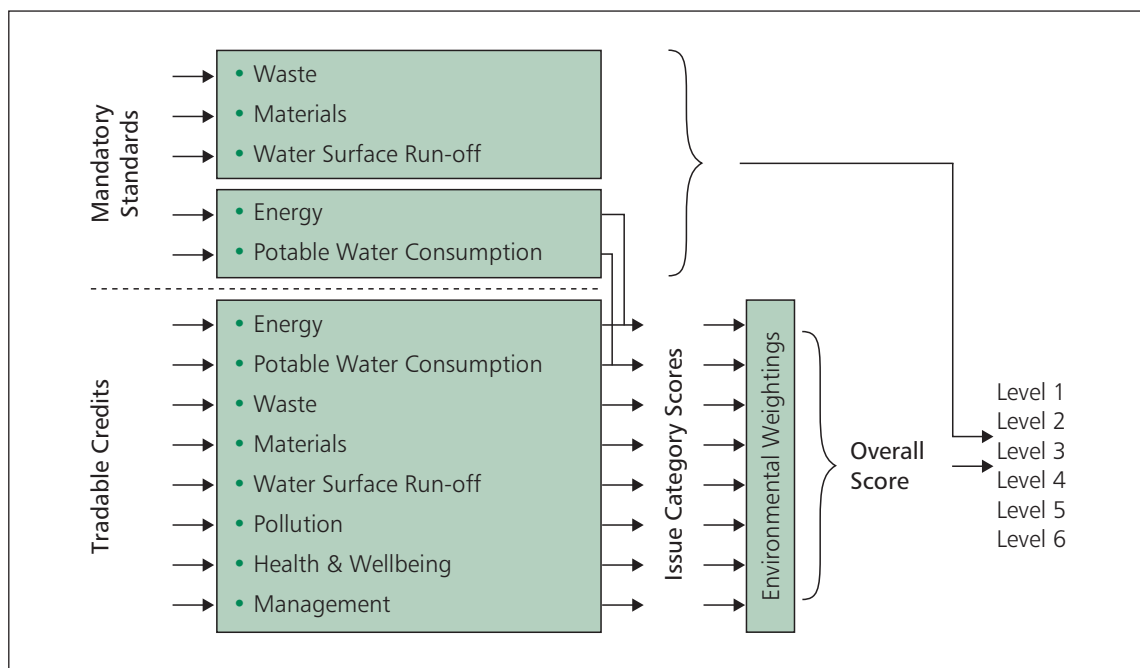 Mandatory
Standards
• Waste
• Materials
• Water Surface Run-off
• Energy
• Potable Water Consumption
Tradable Credits
• Energy
• Potable Water Consumption
• Waste
• Materials
• Water Surface Run-off
• Pollution
• Health & Wellbeing
• Management
Issue Category Scores
Environmental Weightings
Overall
Score
Level 1
Level 2
Level 3
Level 4
Level 5
Level 6